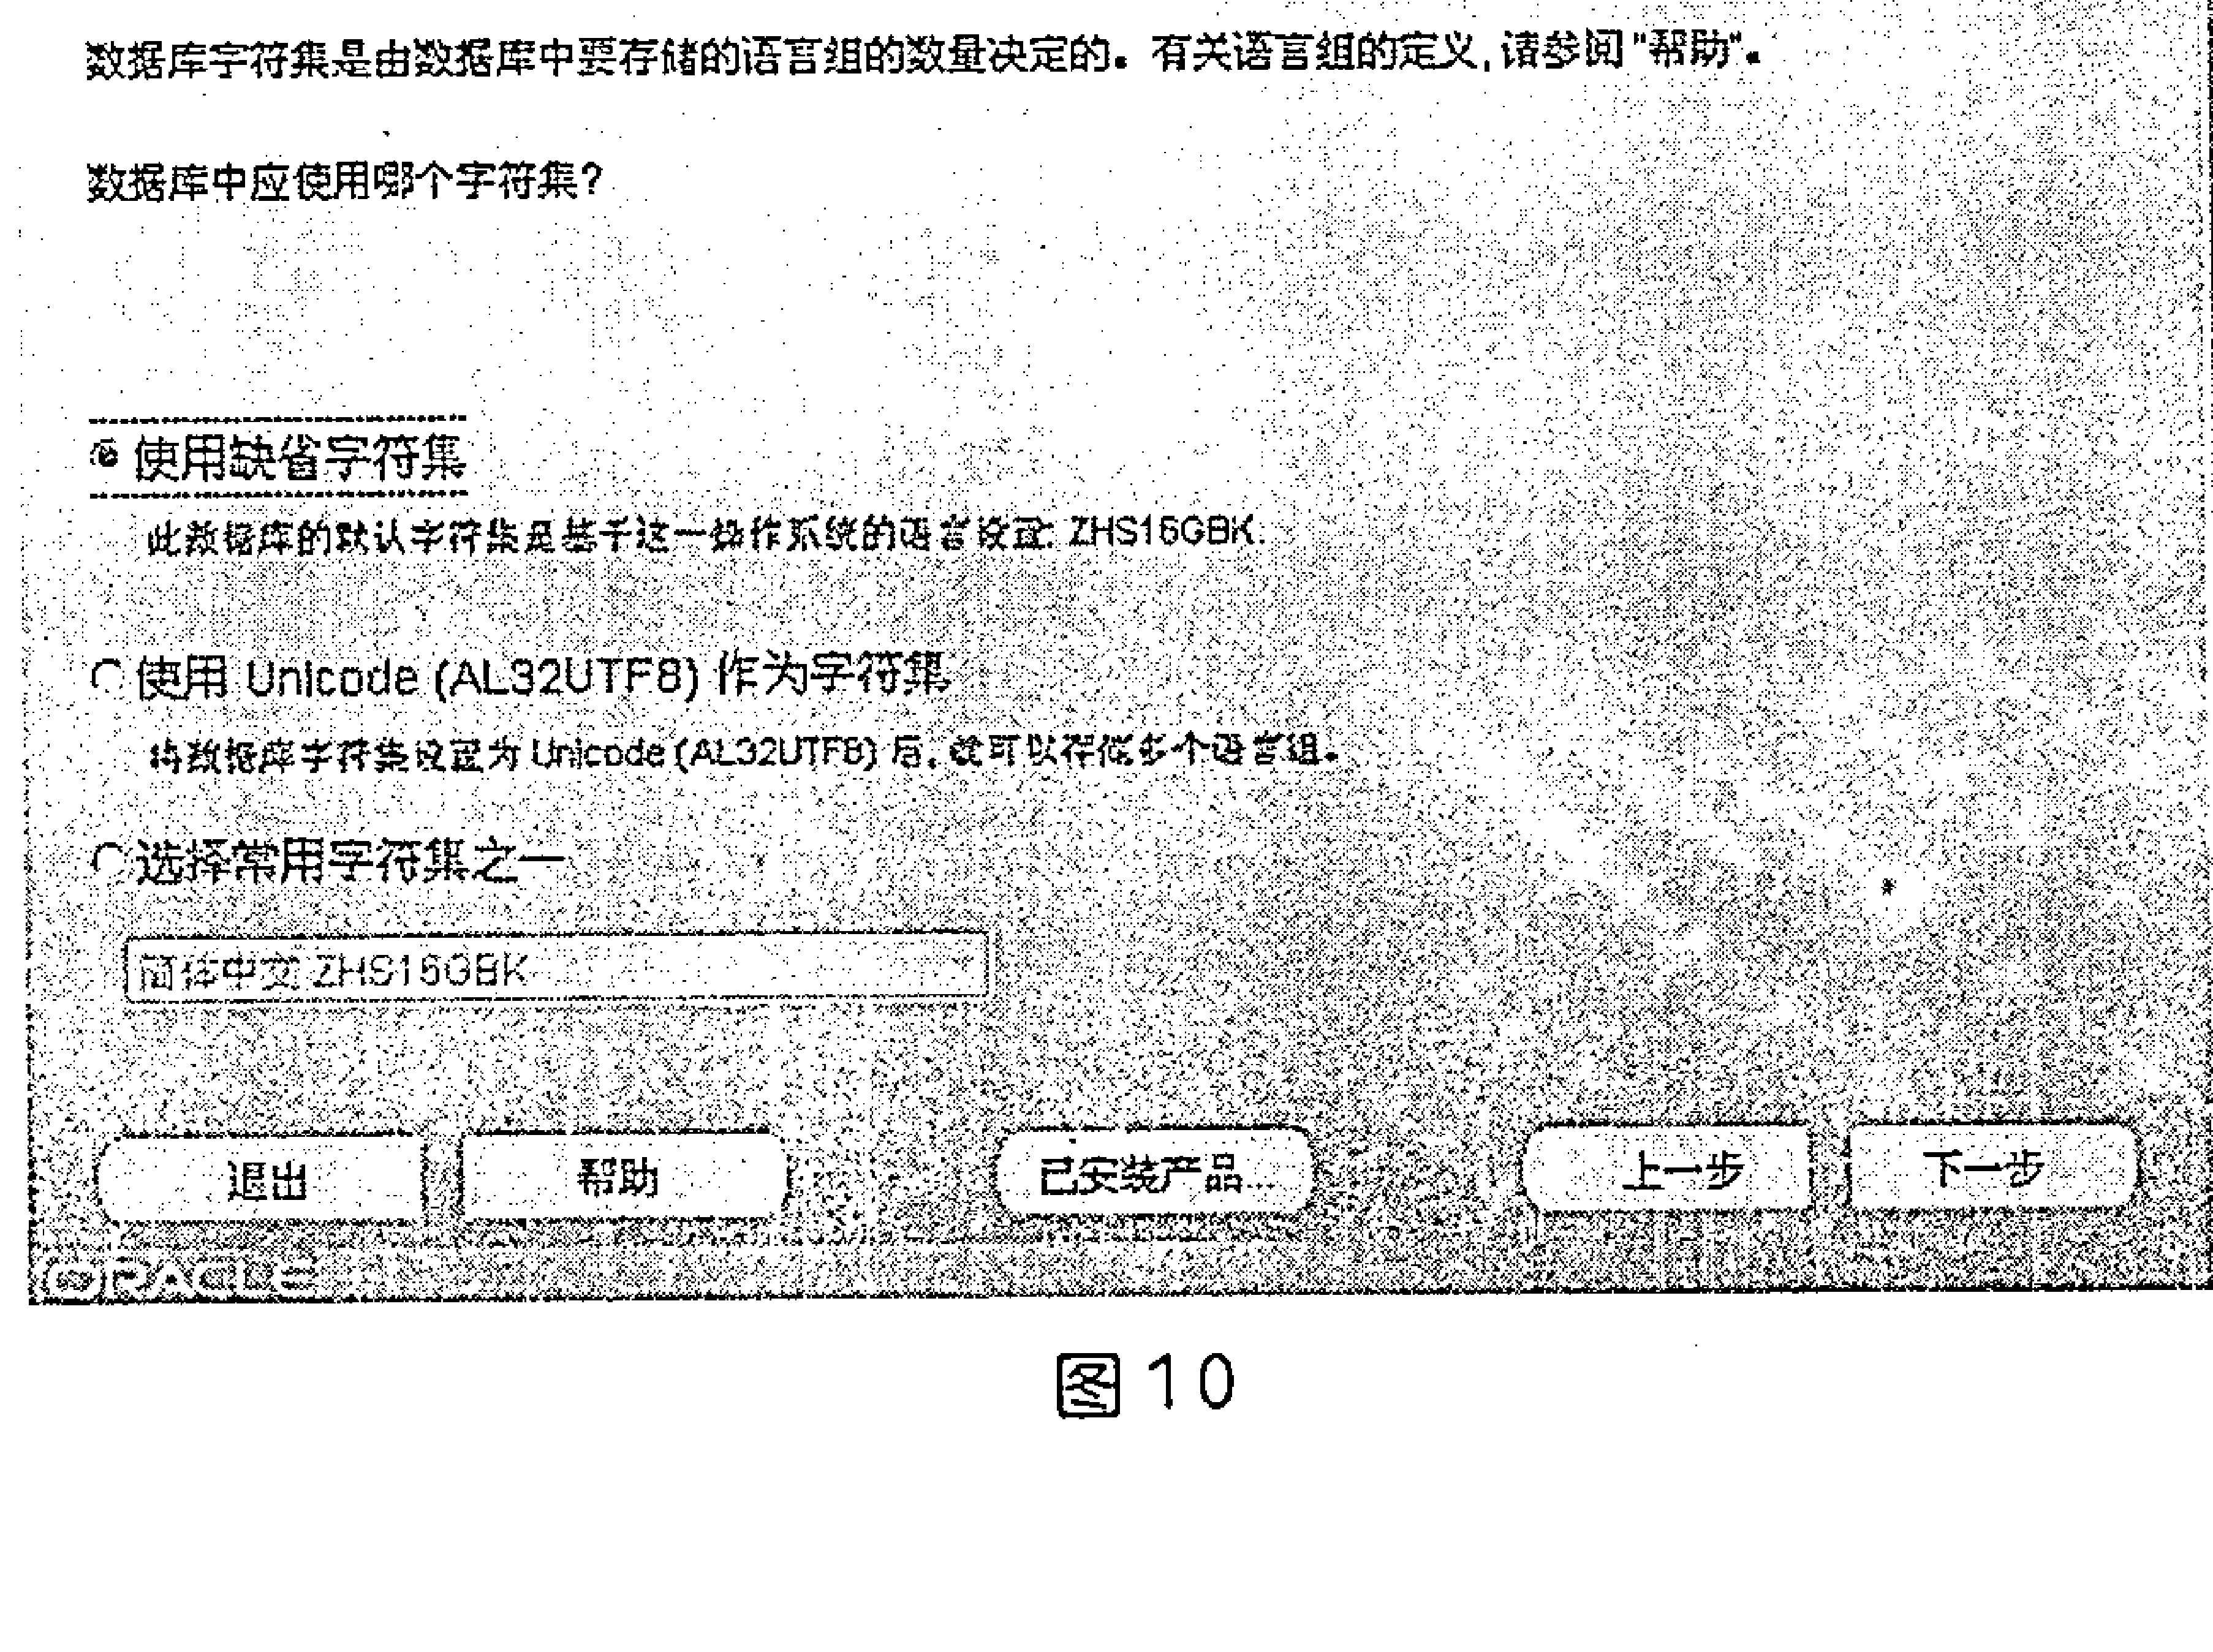 数据库字符集是由数据库中要存储的语言组的数量决定的。有关语言组的定义,请参阅"帮助"。
数据库中应使用哪个字符集?
使用缺省字符集
此数据库的默认字符集是基于这一操作系统的语言设置: ZHS16GBK.
使用 Unicode (AL32UTF8) 作为字符集
将数据库字符集设置为 Unicode (AL32UTF8) 后, 就可以存储多个语言组。
选择常用字符集之一
简体中文 ZHS16GBK
退出 帮助 已安装产品... 上一步 下一步
ORACLE
图10